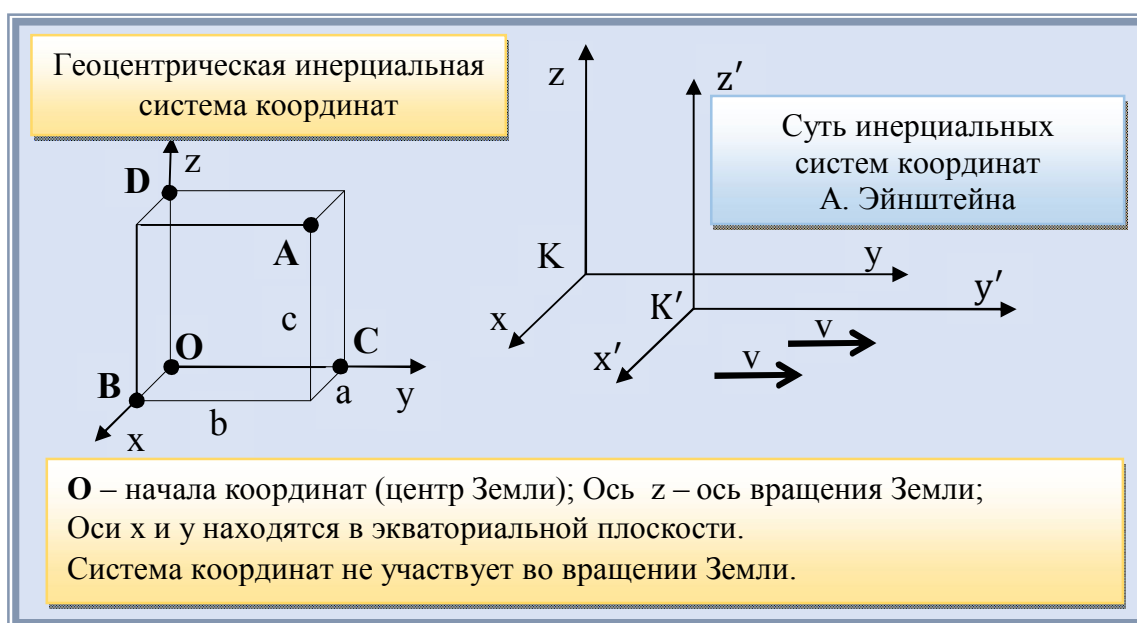 Геоцентрическая инерциальная
система координат
z
D
A
c
O
C
B
a
y
b
x
z
z′
Суть инерциальных
систем координат
А. Эйнштейна
K
y
x
K′
y′
x′
v
v
O – начала координат (центр Земли); Ось z – ось вращения Земли;
Оси x и y находятся в экваториальной плоскости.
Система координат не участвует во вращении Земли.